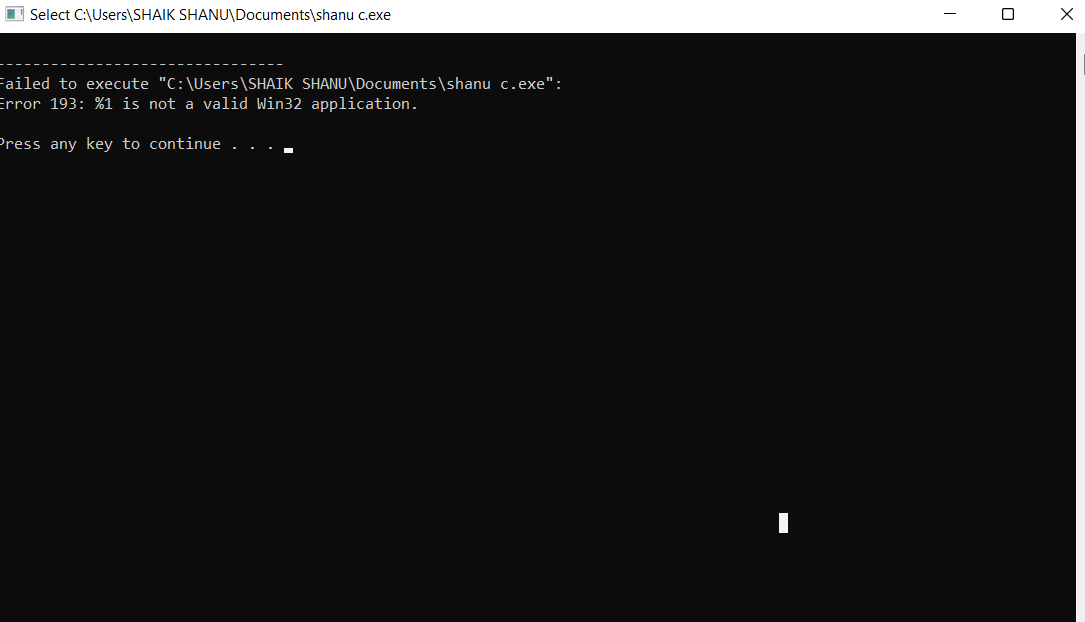 Select C:\Users\SHAIK SHANU\Documents\shanu c.exe
--------------------------------
Failed to execute "C:\Users\SHAIK SHANU\Documents\shanu c.exe":
Error 193: %1 is not a valid Win32 application.
Press any key to continue . . .